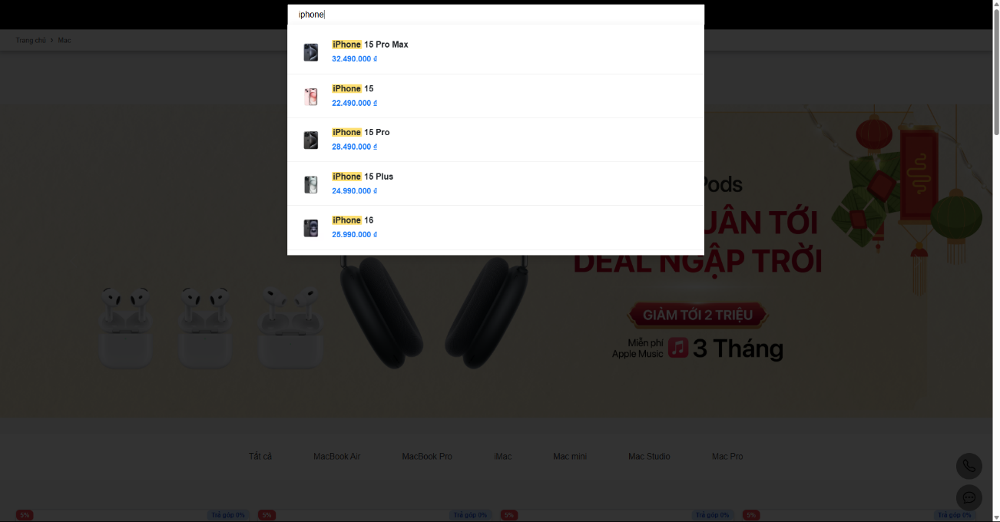 iphone
Trang chủ > Mac
iPhone 15 Pro Max
32.490.000 ₫
iPhone 15
22.490.000 ₫
iPhone 15 Pro
28.490.000 ₫
iPhone 15 Plus
24.990.000 ₫
iPhone 16
25.990.000 ₫
Pods
UÂN TỚI
DEAL NGẬP TRỜI
GIẢM TỚI 2 TRIỆU
Miễn phí
Apple Music
3 Tháng
Tất cả
MacBook Air
MacBook Pro
iMac
Mac mini
Mac Studio
Mac Pro
5%
Trả góp 0%
5%
Trả góp 0%
5%
Trả góp 0%
5%
Trả góp 0%